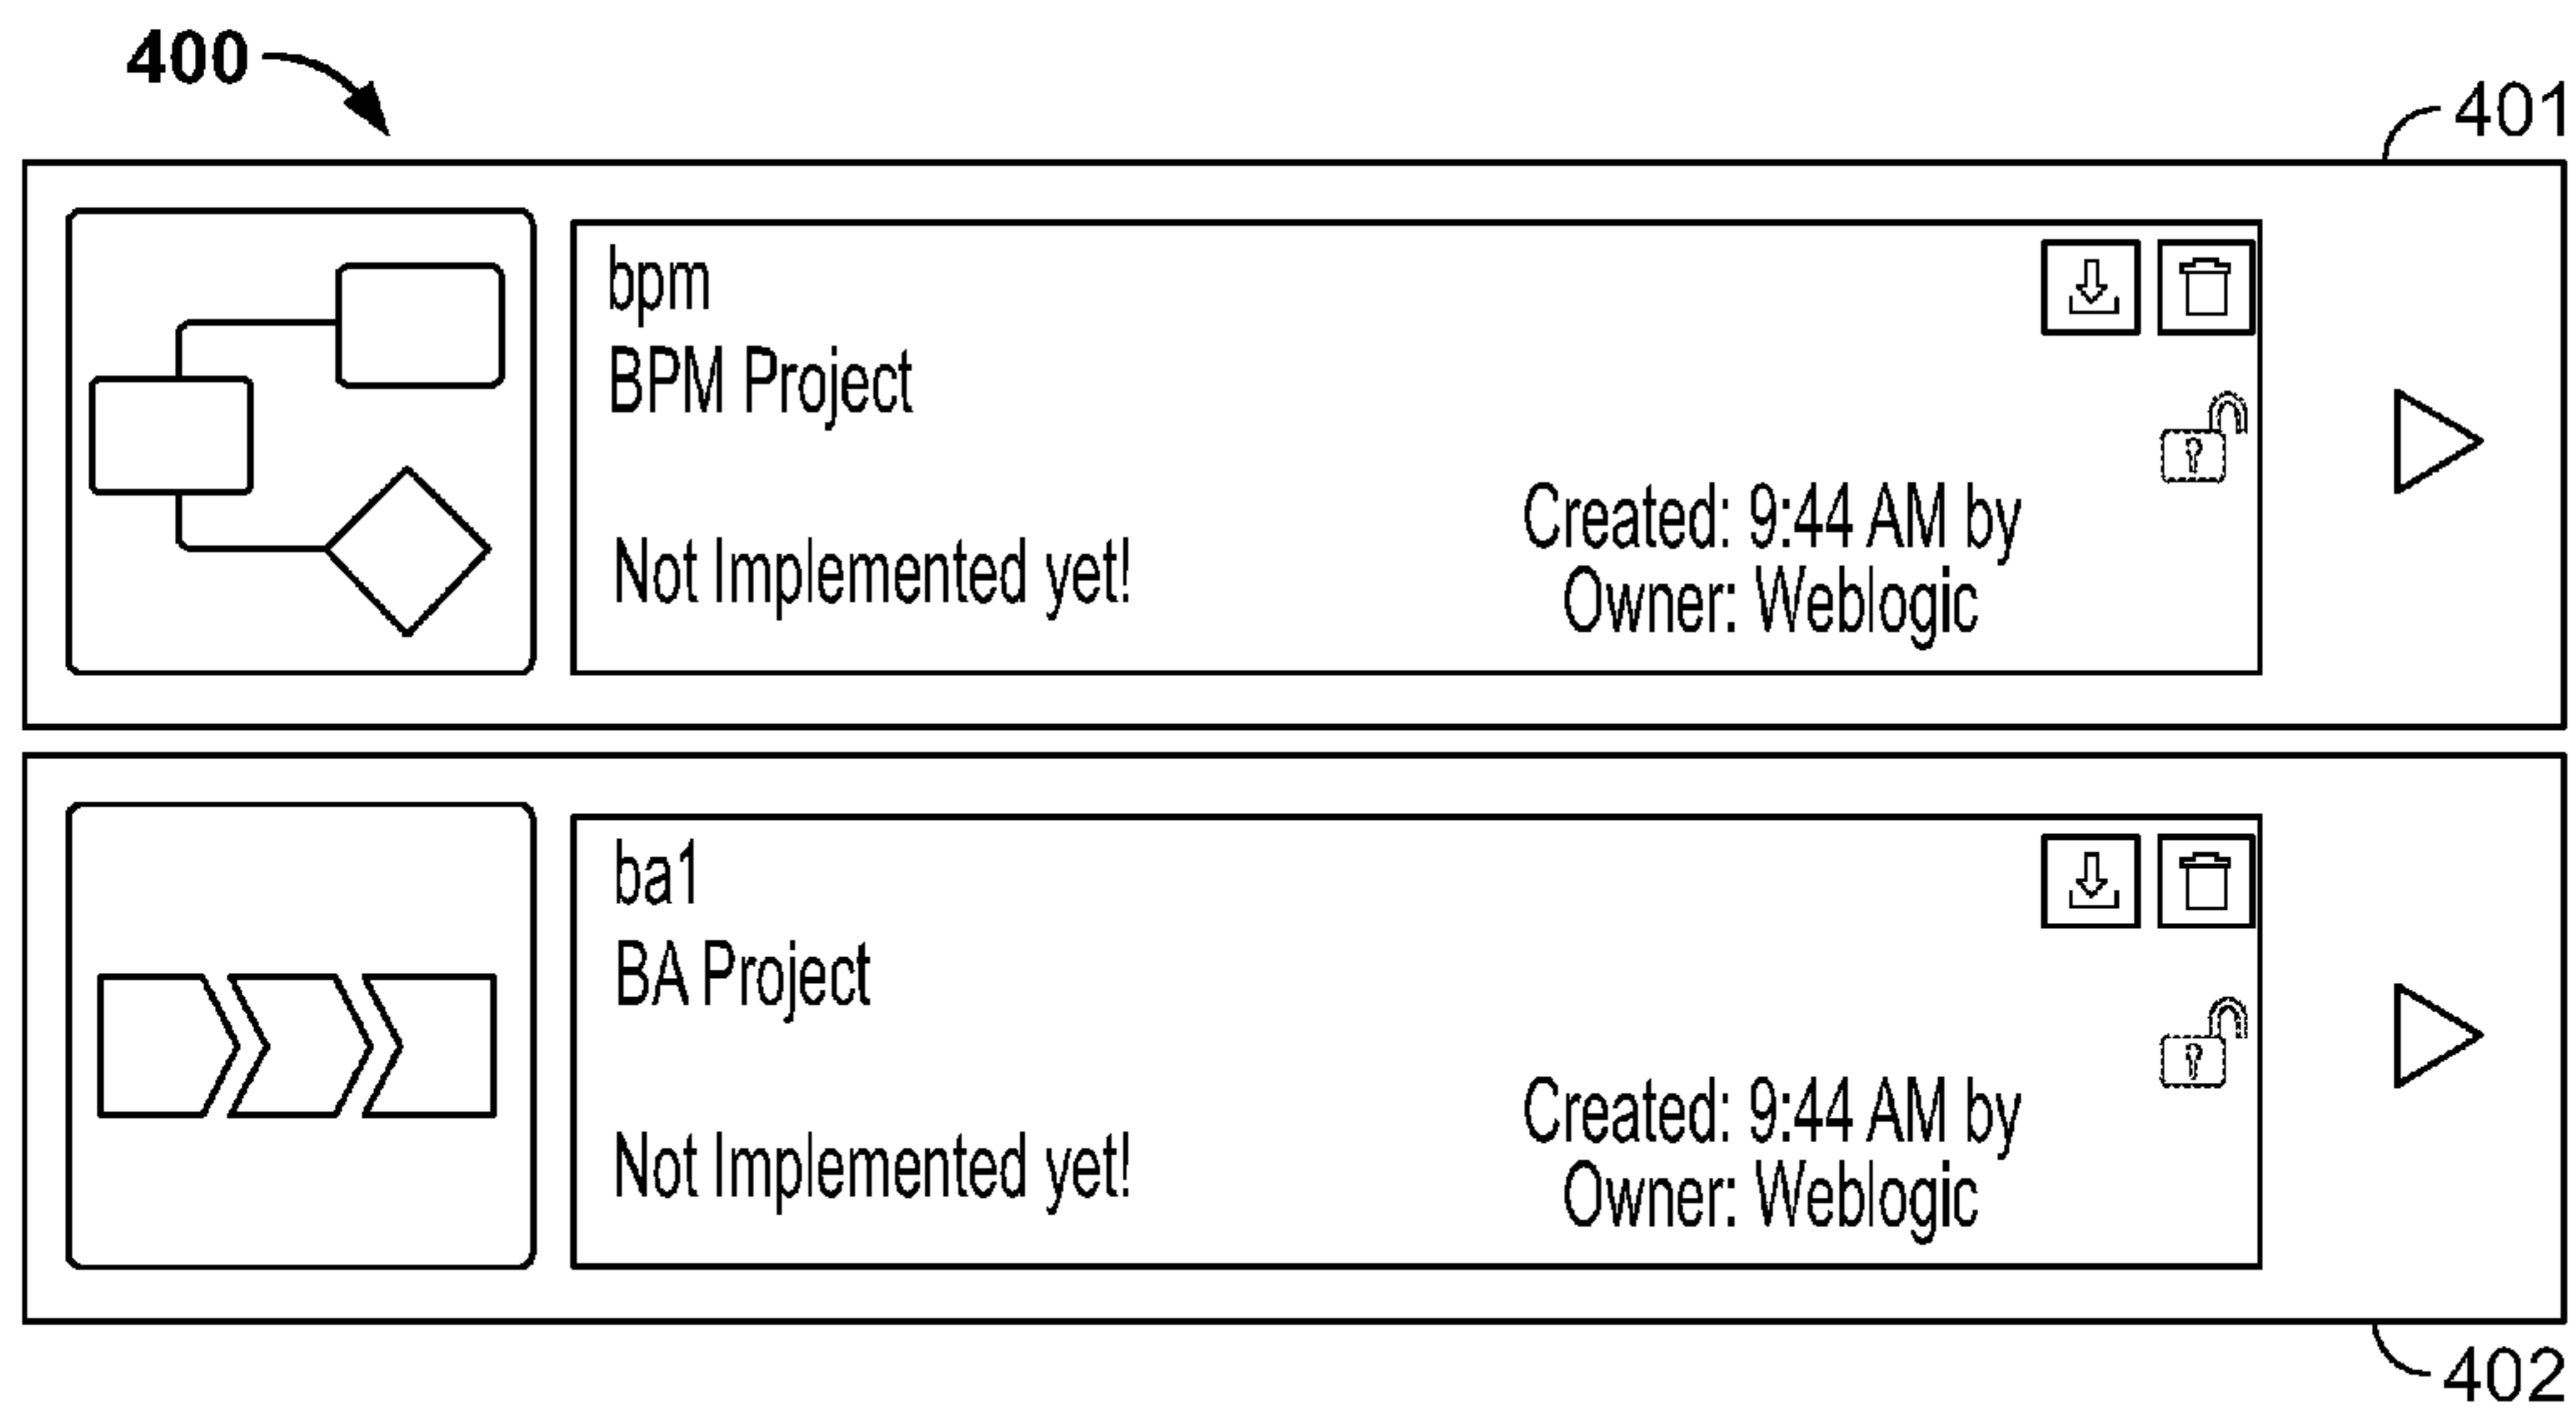 400
401
bpm
BPM Project
Not Implemented yet!
Created: 9:44 AM by
Owner: Weblogic
ba1
BA Project
Not Implemented yet!
Created: 9:44 AM by
Owner: Weblogic
402